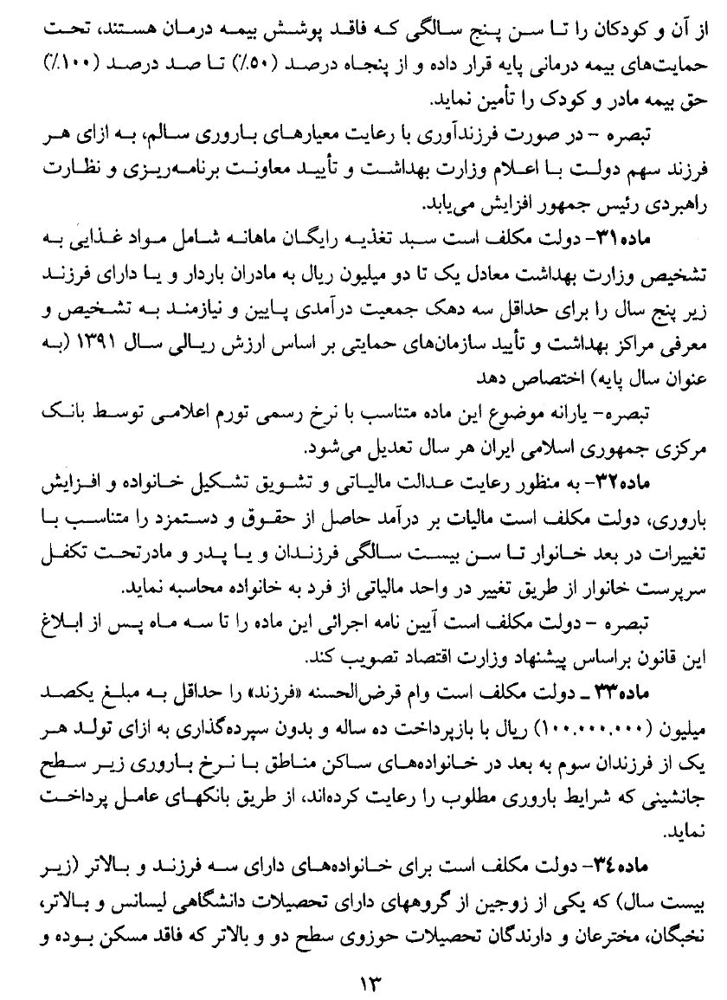 از آن و کودکان را تا سن پنج سالگی که فاقد پوشش بیمه درمان هستند، تحت
حمایت‌های بیمه درمانی پایه قرار داده و از پنجاه درصد (۵۰٪) تا صد درصد (۱۰۰٪)
حق بیمه مادر و کودک را تأمین نماید.
تبصره – در صورت فرزندآوری با رعایت معیارهای باروری سالم، به ازای هر
فرزند سهم دولت با اعلام وزارت بهداشت و تأیید معاونت برنامه‌ریزی و نظارت
راهبردی رئیس جمهور افزایش می‌یابد.
ماده۳۱- دولت مکلف است سبد تغذیه رایگان ماهانه شامل مواد غذایی به
تشخیص وزارت بهداشت معادل یک تا دو میلیون ریال به مادران باردار و یا دارای فرزند
زیر پنج سال را برای حداقل سه دهک جمعیت درآمدی پایین و نیازمند به تشخیص و
معرفی مراکز بهداشت و تأیید سازمان‌های حمایتی بر اساس ارزش ریالی سال ۱۳۹۱ (به
عنوان سال پایه) اختصاص دهد
تبصره- یارانه موضوع این ماده متناسب با نرخ رسمی تورم اعلامی توسط بانک
مرکزی جمهوری اسلامی ایران هر سال تعدیل می‌شود.
ماده۳۲- به منظور رعایت عدالت مالیاتی و تشویق تشکیل خانواده و افزایش
باروری، دولت مکلف است مالیات بر درآمد حاصل از حقوق و دستمزد را متناسب با
تغییرات در بعد خانوار تا سن بیست سالگی فرزندان و یا پدر و مادرتحت تکفل
سرپرست خانوار از طریق تغییر در واحد مالیاتی از فرد به خانواده محاسبه نماید.
تبصره – دولت مکلف است آیین نامه اجرائی این ماده را تا سه ماه پس از ابلاغ
این قانون براساس پیشنهاد وزارت اقتصاد تصویب کند.
ماده۳۳ ـ دولت مکلف است وام قرض‌الحسنه «فرزند» را حداقل به مبلغ یکصد
میلیون (۱۰۰.۰۰۰.۰۰۰) ریال با بازپرداخت ده ساله و بدون سپرده‌گذاری به ازای تولد هر
یک از فرزندان سوم به بعد در خانواده‌های ساکن مناطق با نرخ باروری زیر سطح
جانشینی که شرایط باروری مطلوب را رعایت کرده‌اند، از طریق بانکهای عامل پرداخت
نماید.
ماده۳٤- دولت مکلف است برای خانواده‌های دارای سه فرزند و بالاتر (زیر
بیست سال) که یکی از زوجین از گروههای دارای تحصیلات دانشگاهی لیسانس و بالاتر،
نخبگان، مخترعان و دارندگان تحصیلات حوزوی سطح دو و بالاتر که فاقد مسکن بوده و
۱۳